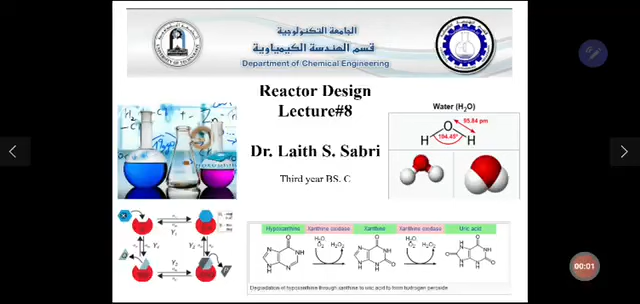 الجامعة التكنولوجية
قسم الهندسة الكيمياوية
Department of Chemical Engineering
Reactor Design
Lecture#8
Dr. Laith S. Sabri
Third year BS. C
Water (H₂O)
95.84 pm
O
H
104.45°
H
Hypoxanthine
Xanthine oxidase
Xanthine
Xanthine oxidase
Uric acid
H₂O
O₂
H₂O₂
H₂O
O₂
H₂O₂
Degradation of hypoxanthine through xanthine to uric acid to form hydrogen peroxide
00:01